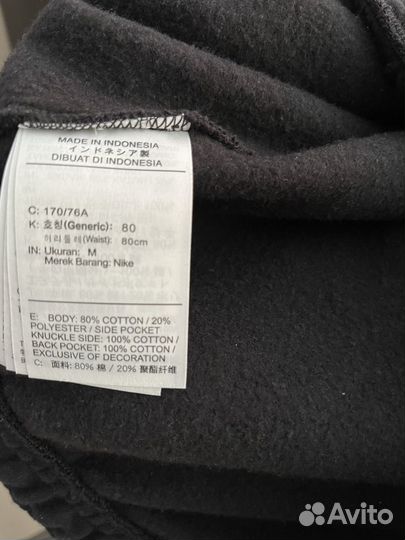 MADE IN INDONESIA
インドネシア製
DIBUAT DI INDONESIA
C: 170/76A
K: 호칭(Generic): 80
허리둘레(Waist): 80cm
IN: Ukuran: M
Merek Barang: Nike
E: BODY: 80% COTTON / 20%
POLYESTER / SIDE POCKET
KNUCKLE SIDE: 100% COTTON /
BACK POCKET: 100% COTTON /
EXCLUSIVE OF DECORATION
C: 面料: 80% 棉 / 20% 聚酯纤维
Avito